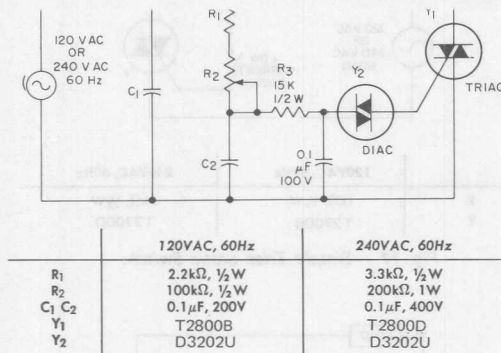 R1
Y1
120 VAC
OR
240 VAC
60 Hz
C1
R2
R3
15 K
1/2 W
Y2
TRIAC
DIAC
C2
0.1
μF
100 V
120VAC, 60Hz 240VAC, 60Hz
R1 2.2kΩ, ½W 3.3kΩ, ½W
R2 100kΩ, ½W 200kΩ, 1W
C1 C2 0.1μF, 200V 0.1μF, 400V
Y1 T2800B T2800D
Y2 D3202U D3202U